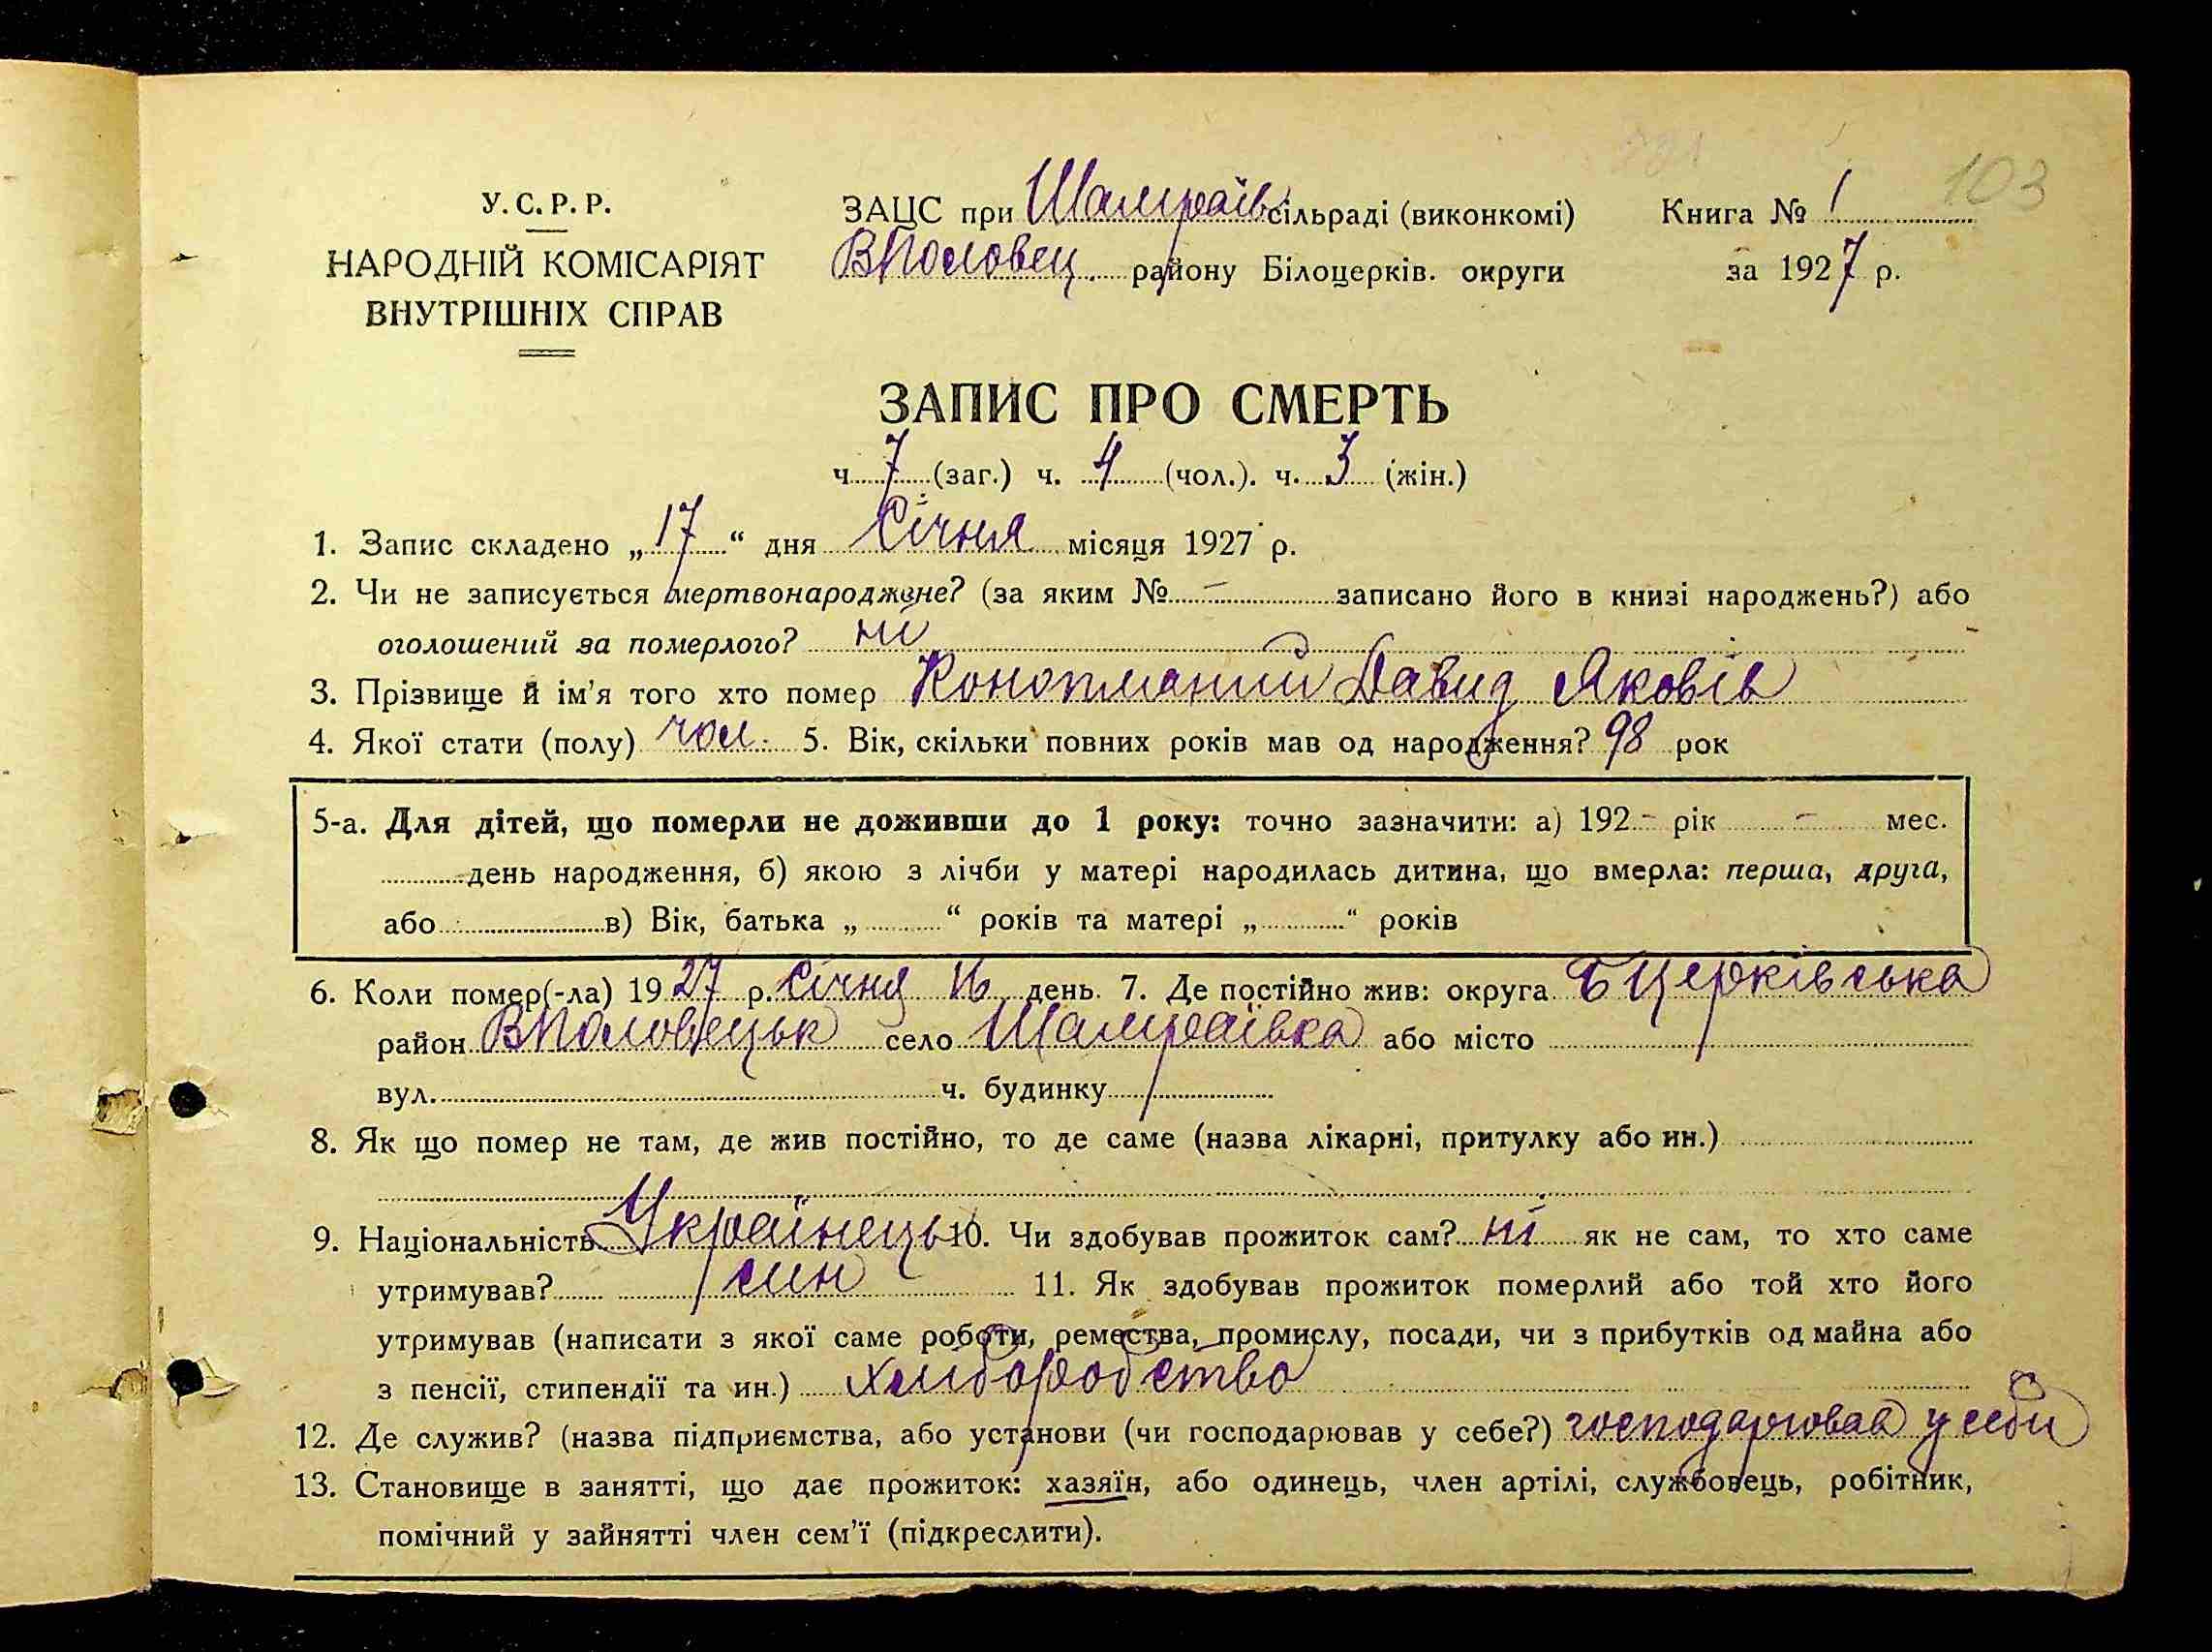 103
У.С.Р.Р.
НАРОДНІЙ КОМІСАРІЯТ
ВНУТРІШНІХ СПРАВ
ЗАЦС при Шамраїв сільраді (виконкомі)
ВПоловец. району Білоцерків. округи
Книга № 1
за 1927 р.
ЗАПИС ПРО СМЕРТЬ
ч. 7 (заг.) ч. 4 (чол.). ч. 3 (жін.)
1. Запис складено „17“ дня Січня місяця 1927 р.
2. Чи не записується мертвонароджене? (за яким № – записано його в книзі народжень?) або
оголошений за померлого? ні
3. Прізвище й ім'я того хто помер Давид Яковів
4. Якої стати (полу) чол. 5. Вік, скільки повних років мав од народження? 98 рок
5-а. Для дітей, що померли не доживши до 1 року: точно зазначити: а) 192 – рік – мес.
день народження, б) якою з лічби у матері народилась дитина, що вмерла: перша, друга,
або в) Вік, батька „ “ років та матері „ “ років
6. Коли помер(-ла) 1927 р. Січня 16 день. 7. Де постійно жив: округа БЦерківська
район ВПоловецьк село Шамраївка або місто
вул. ч. будинку
8. Як що помер не там, де жив постійно, то де саме (назва лікарні, притулку або ин.)
9. Національність Українець 10. Чи здобував прожиток сам? ні як не сам, то хто саме
утримував? син 11. Як здобував прожиток померлий або той хто його
утримував (написати з якої саме роботи, ремества, промислу, посади, чи з прибутків од майна або
з пенсії, стипендії та ин.) хлиборобство
12. Де служив? (назва підприємства, або установи (чи господарював у себе?) господарював у себи
13. Становище в занятті, що дає прожиток: хазяїн, або одинець, член артілі, службовець, робітник,
помічний у зайнятті член сем'ї (підкреслити).